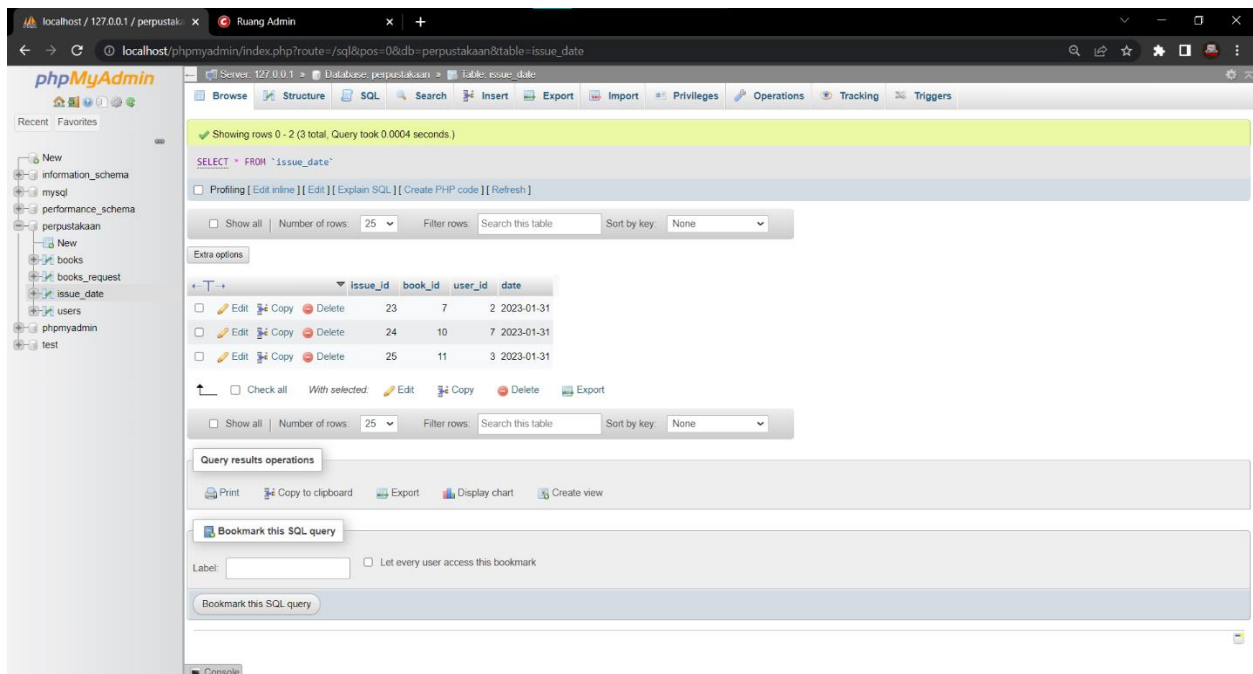 localhost / 127.0.0.1 / perpustaka
Ruang Admin
localhost/phpmyadmin/index.php?route=/sql&pos=0&db=perpustakaan&table=issue_date
phpMyAdmin
Recent Favorites
New
information_schema
mysql
performance_schema
perpustakaan
New
books
books_request
issue_date
users
phpmyadmin
test
Server: 127.0.0.1 » Database: perpustakaan » Table: issue_date
Browse Structure SQL Search Insert Export Import Privileges Operations Tracking Triggers
Showing rows 0 - 2 (3 total, Query took 0.0004 seconds.)
SELECT * FROM `issue_date`
Profiling [ Edit inline ] [ Edit ] [ Explain SQL ] [ Create PHP code ] [ Refresh ]
Show all | Number of rows: 25 Filter rows: Search this table Sort by key: None
Extra options
←T→ issue_id book_id user_id date
Edit Copy Delete 23 7 2 2023-01-31
Edit Copy Delete 24 10 7 2023-01-31
Edit Copy Delete 25 11 3 2023-01-31
Check all With selected: Edit Copy Delete Export
Show all | Number of rows: 25 Filter rows: Search this table Sort by key: None
Query results operations
Print Copy to clipboard Export Display chart Create view
Bookmark this SQL query
Label: Let every user access this bookmark
Bookmark this SQL query
Console